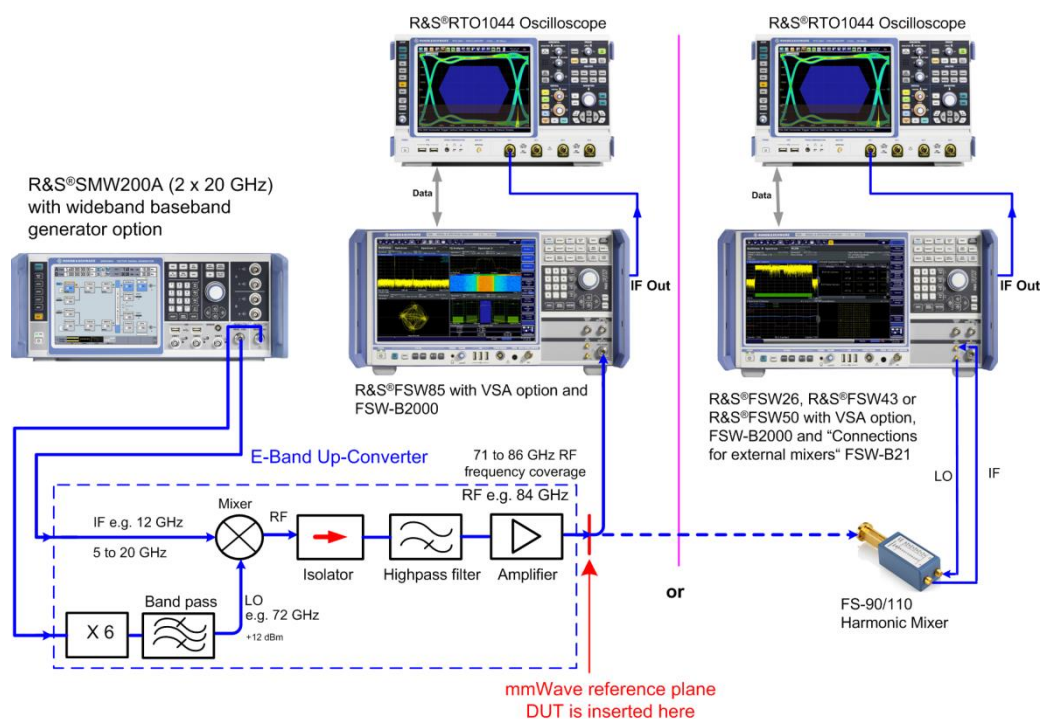 R&S®RTO1044 Oscilloscope
R&S®RTO1044 Oscilloscope
R&S®SMW200A (2 x 20 GHz)
with wideband baseband
generator option
Data
IF Out
Data
IF Out
R&S®FSW85 with VSA option and
FSW-B2000
R&S®FSW26, R&S®FSW43 or
R&S®FSW50 with VSA option,
FSW-B2000 and "Connections
for external mixers" FSW-B21
LO
IF
E-Band Up-Converter
71 to 86 GHz RF
frequency coverage
RF e.g. 84 GHz
Mixer
IF e.g. 12 GHz
5 to 20 GHz
RF
Isolator
Highpass filter
Amplifier
LO
e.g. 72 GHz
+12 dBm
Band pass
X 6
or
FS-90/110
Harmonic Mixer
mmWave reference plane
DUT is inserted here